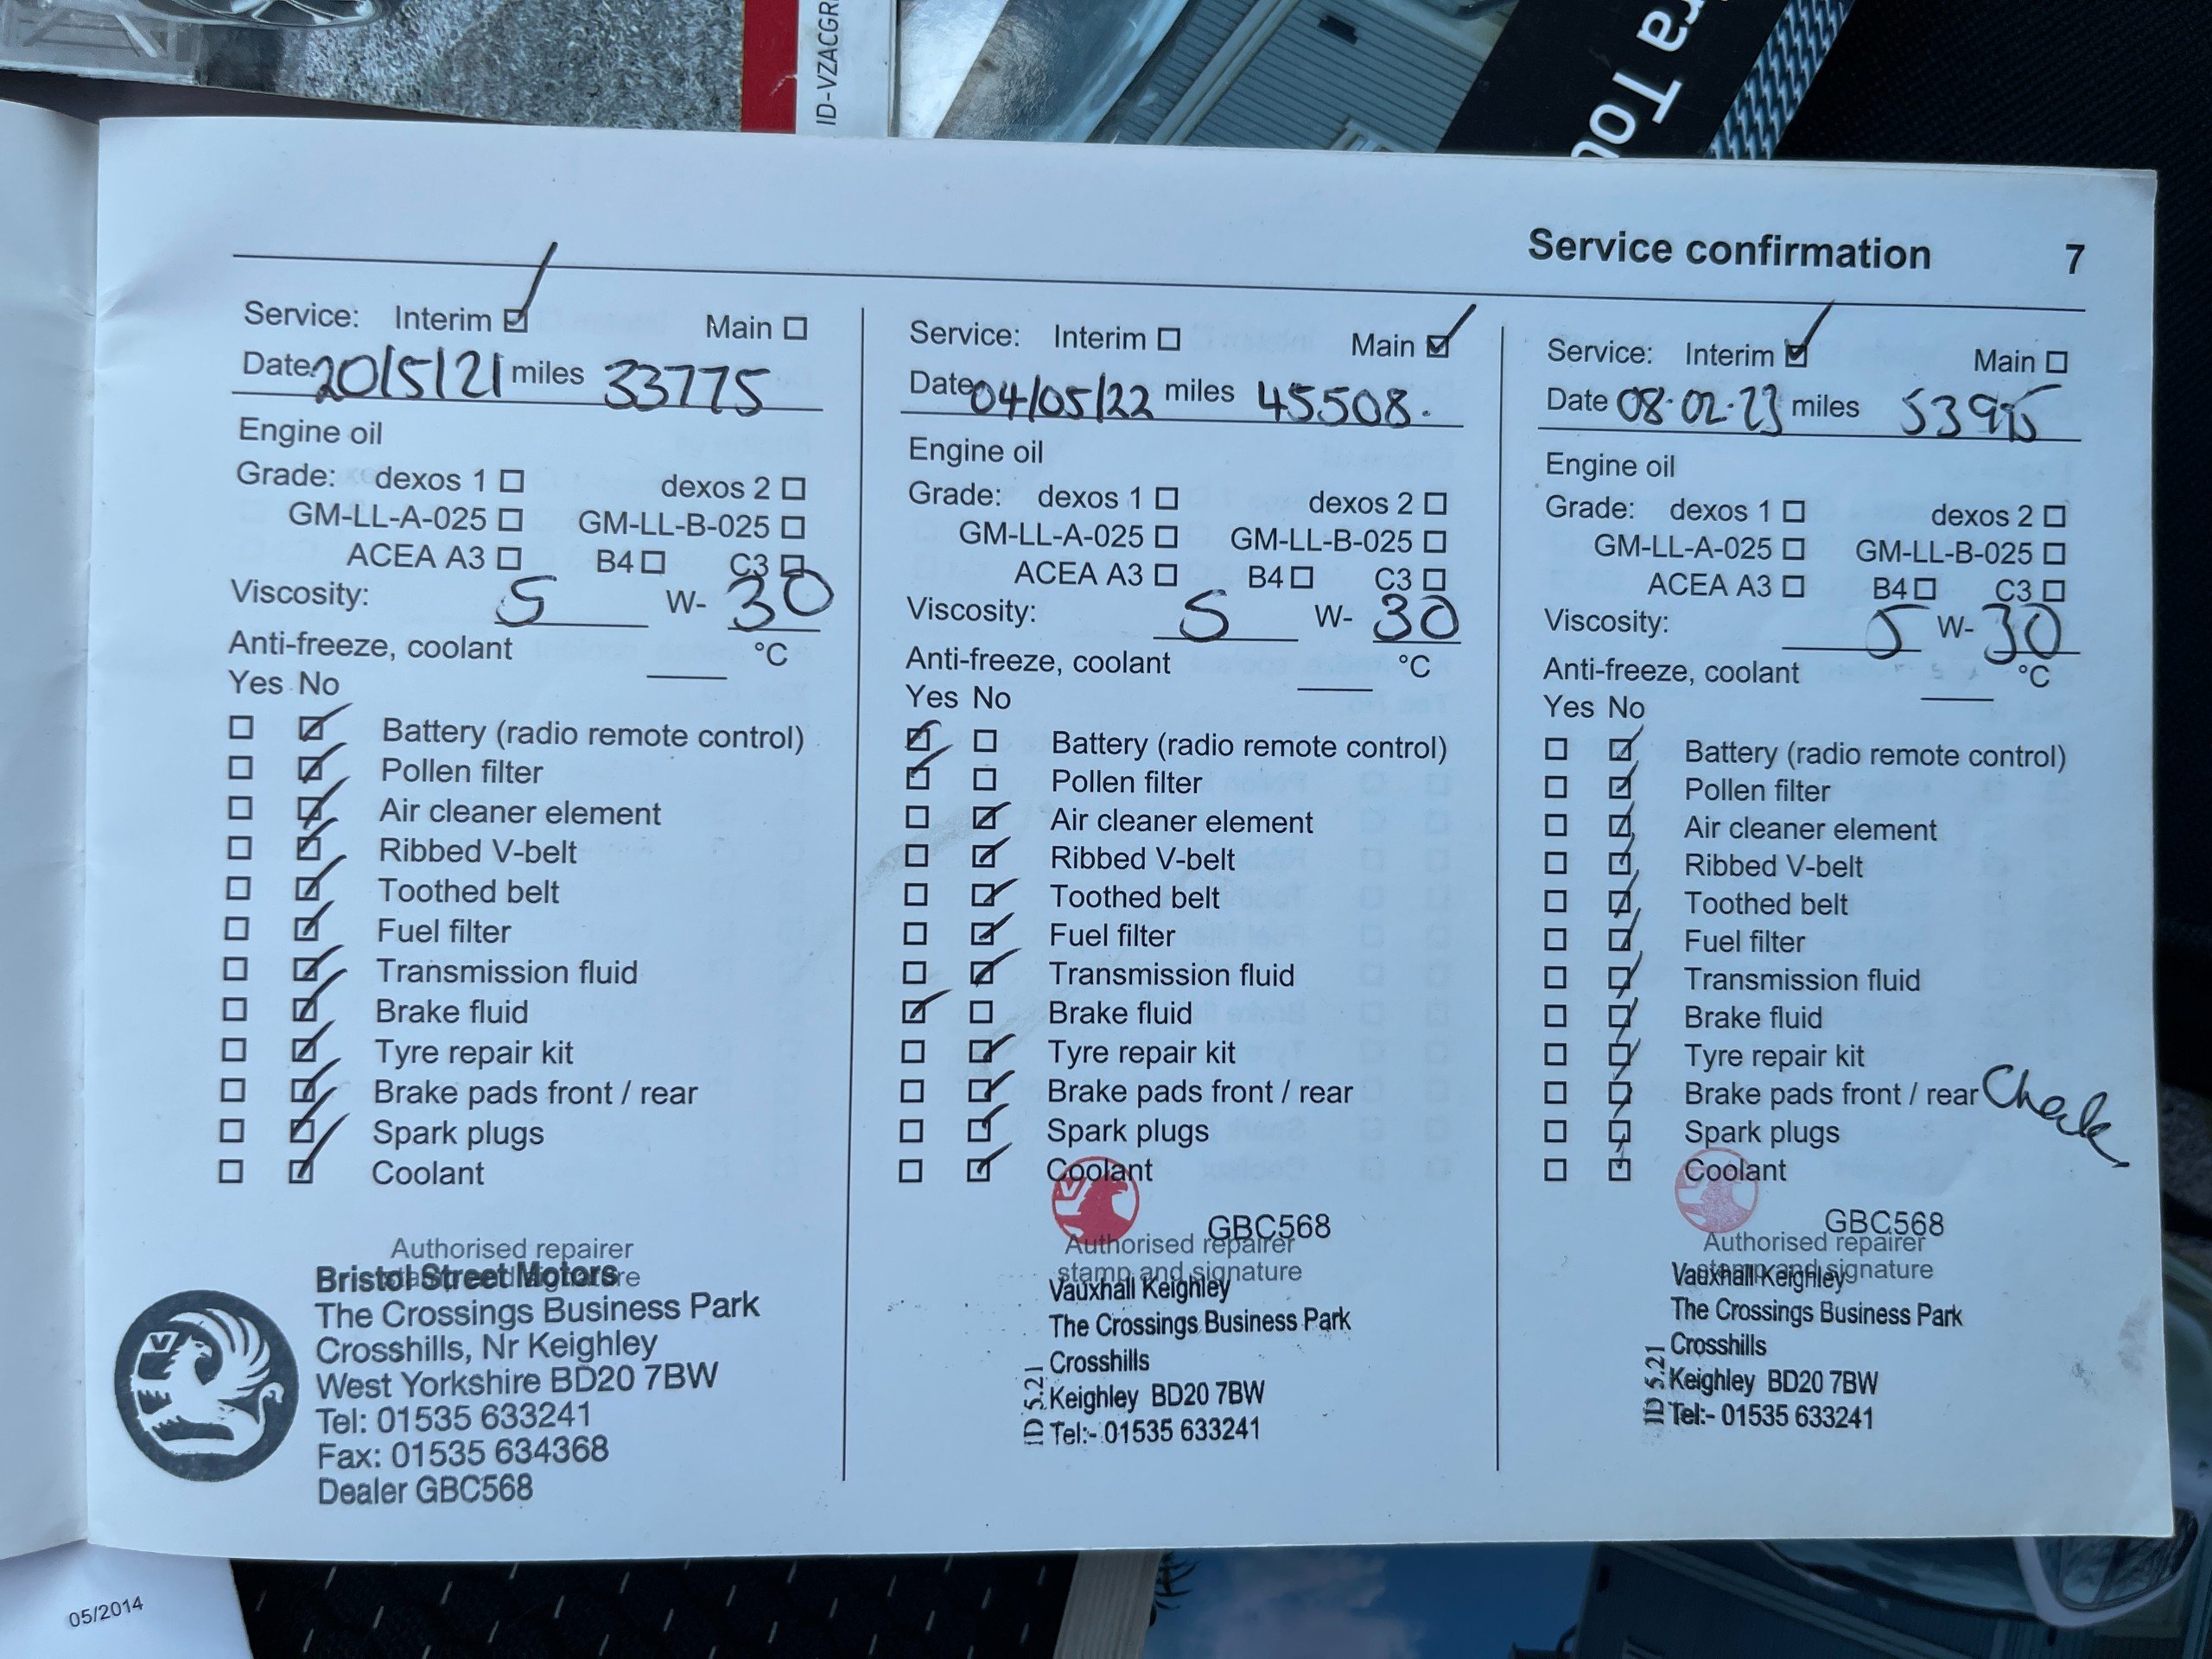 ID-VZACGR
ra Tou
Service confirmation 7
Service: Interim Main
Date 20/5/21 miles 33775
Engine oil
Grade: dexos 1 dexos 2
GM-LL-A-025 GM-LL-B-025
ACEA A3 B4 C3
Viscosity: 5 W- 30
Anti-freeze, coolant °C
Yes No
Battery (radio remote control)
Pollen filter
Air cleaner element
Ribbed V-belt
Toothed belt
Fuel filter
Transmission fluid
Brake fluid
Tyre repair kit
Brake pads front / rear
Spark plugs
Coolant
Authorised repairer
stamp and signature
Bristol Street Motors
The Crossings Business Park
Crosshills, Nr Keighley
West Yorkshire BD20 7BW
Tel: 01535 633241
Fax: 01535 634368
Dealer GBC568
Service: Interim Main
Date 04/05/22 miles 45508.
Engine oil
Grade: dexos 1 dexos 2
GM-LL-A-025 GM-LL-B-025
ACEA A3 B4 C3
Viscosity: 5 W- 30
Anti-freeze, coolant °C
Yes No
Battery (radio remote control)
Pollen filter
Air cleaner element
Ribbed V-belt
Toothed belt
Fuel filter
Transmission fluid
Brake fluid
Tyre repair kit
Brake pads front / rear
Spark plugs
Coolant
GBC568
Authorised repairer
stamp and signature
Vauxhall Keighley
The Crossings Business Park
Crosshills
Keighley BD20 7BW
Tel:- 01535 633241
ID 5.21
Service: Interim Main
Date 08.02.23 miles
Engine oil
Grade: dexos 1 dexos 2
GM-LL-A-025 GM-LL-B-025
ACEA A3 B4 C3
Viscosity: 5 W- 30
Anti-freeze, coolant °C
Yes No
Battery (radio remote control)
Pollen filter
Air cleaner element
Ribbed V-belt
Toothed belt
Fuel filter
Transmission fluid
Brake fluid
Tyre repair kit
Brake pads front / rear Check
Spark plugs
Coolant
GBC568
Authorised repairer
stamp and signature
Vauxhall Keighley
The Crossings Business Park
Crosshills
Keighley BD20 7BW
Tel:- 01535 633241
ID 5.21
05/2014